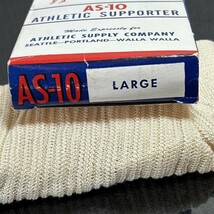 AS-10
ATHLETIC SUPPORTER
Made Expressly for
ATHLETIC SUPPLY COMPANY
SEATTLE-PORTLAND-WALLA WALLA
AS-10 LARGE